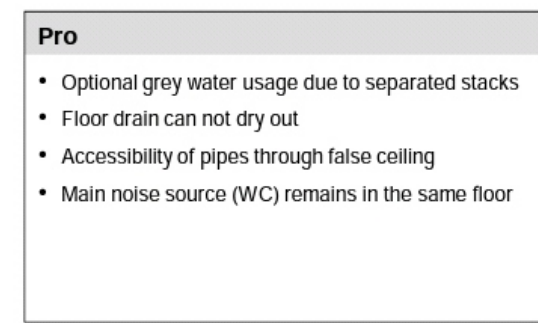 Pro
• Optional grey water usage due to separated stacks
• Floor drain can not dry out
• Accessibility of pipes through false ceiling
• Main noise source (WC) remains in the same floor